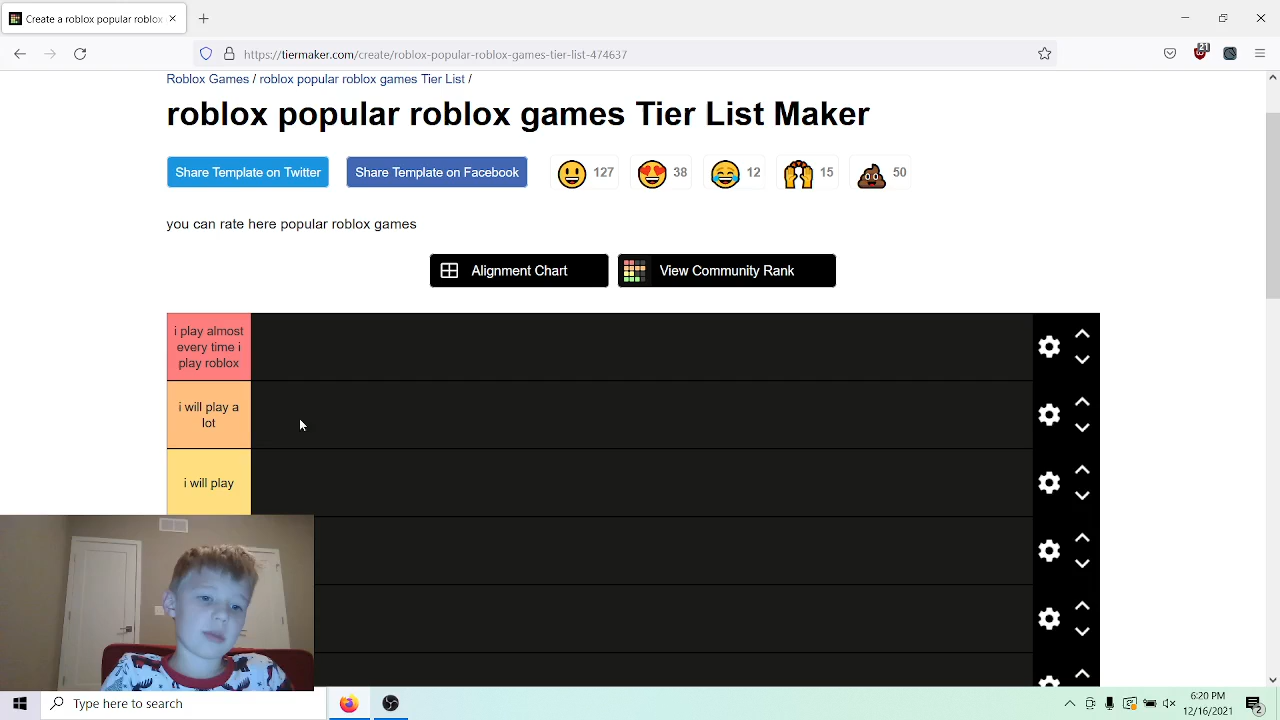 Create a roblox popular roblox
https://tiermaker.com/create/roblox-popular-roblox-games-tier-list-474637
21
Roblox Games / roblox popular roblox games Tier List /
roblox popular roblox games Tier List Maker
Share Template on Twitter
Share Template on Facebook
127
38
12
15
50
you can rate here popular roblox games
Alignment Chart
View Community Rank
i play almost
every time i
play roblox
i will play a
lot
i will play
Type here to search
6:20 PM
12/16/2021
2